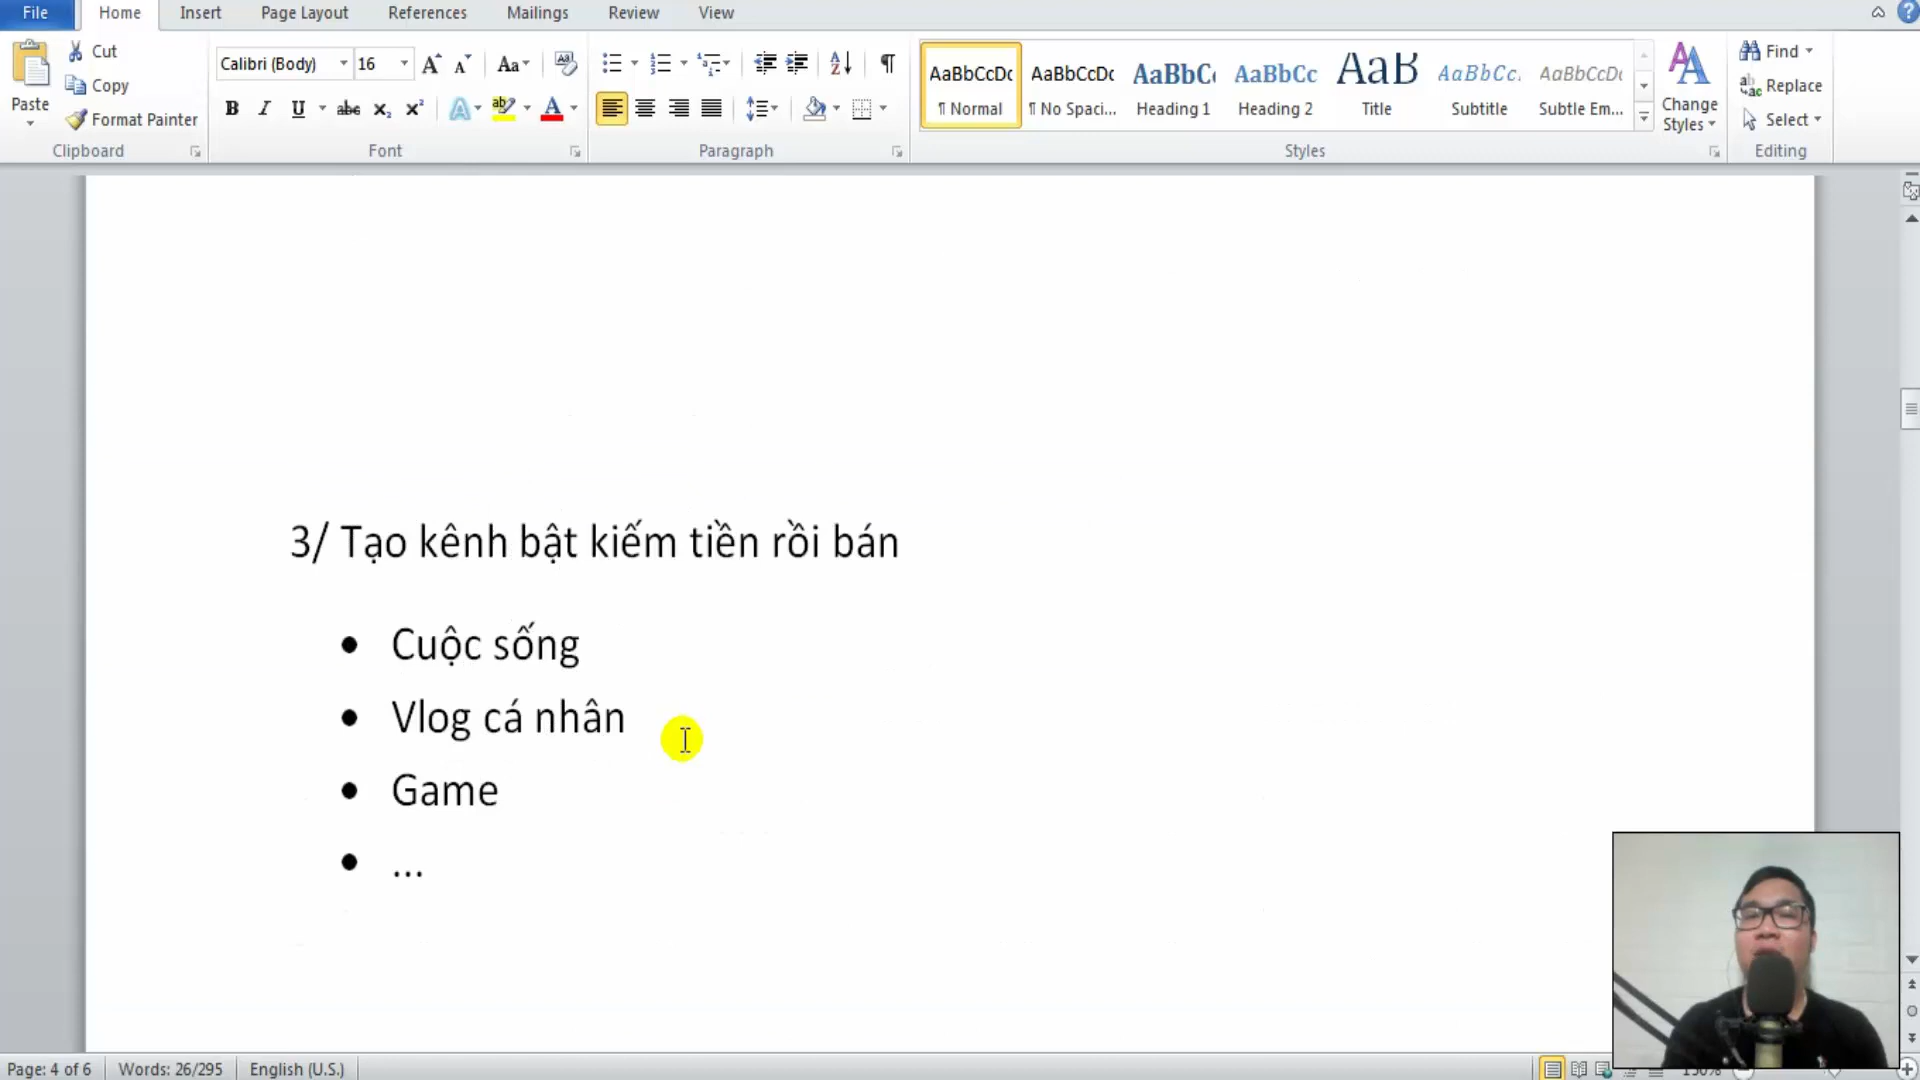 File Home Insert Page Layout References Mailings Review View
Cut
Copy
Format Painter
Paste
Clipboard
Calibri (Body) 16
Font
Paragraph
AaBbCcDc AaBbCcDc AaBbC AaBbCc AaB AaBbCc. AaBbCcDc
¶ Normal ¶ No Spaci... Heading 1 Heading 2 Title Subtitle Subtle Em...
Change Styles
Styles
Find
Replace
Select
Editing
3/ Tạo kênh bật kiếm tiền rồi bán
• Cuộc sống
• Vlog cá nhân
• Game
• ...
Page: 4 of 6 Words: 26/295 English (U.S.)